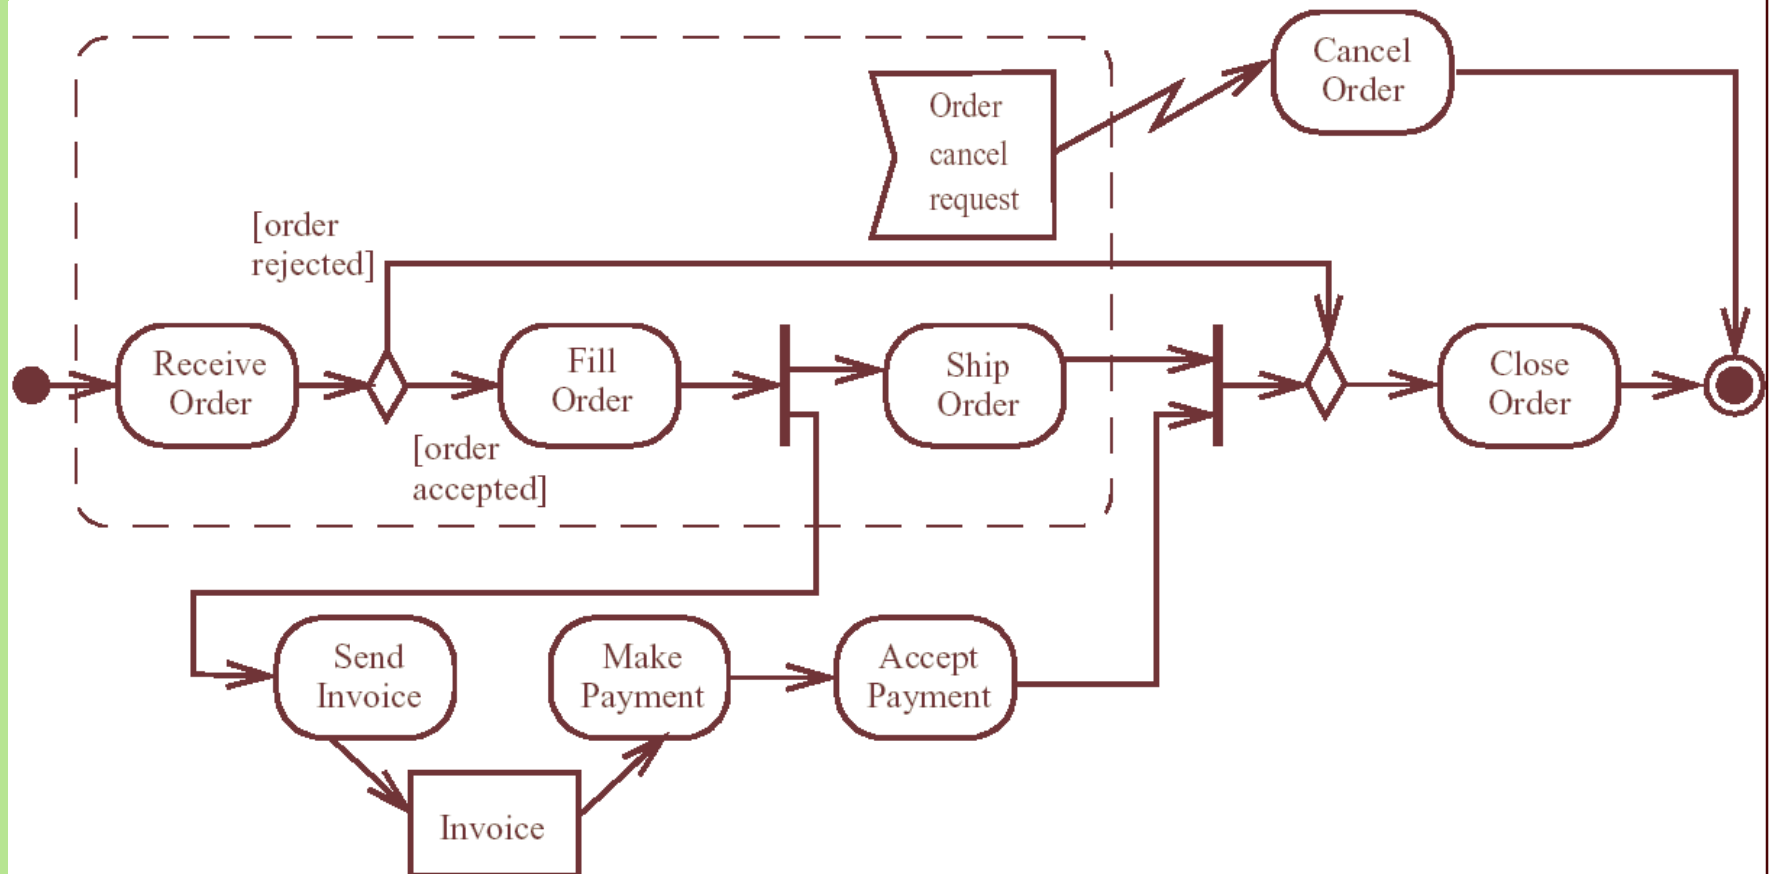 Cancel
Order
Order
cancel
request
[order
rejected]
Receive
Order
Fill
Order
Ship
Order
Close
Order
[order
accepted]
Send
Invoice
Make
Payment
Accept
Payment
Invoice